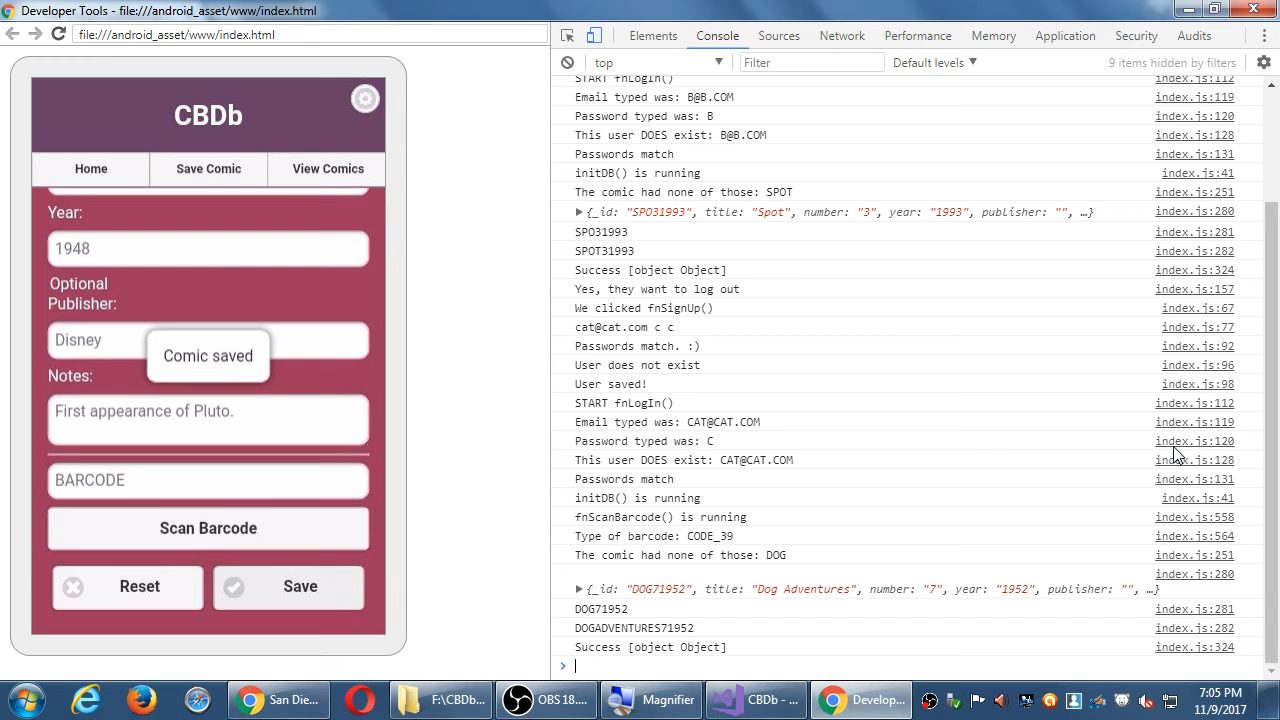 Developer Tools - file:///android_asset/www/index.html
file:///android_asset/www/index.html
Elements Console Sources Network Performance Memory Application Security Audits
top Filter Default levels 9 items hidden by filters
CBDb
Home Save Comic View Comics
Year:
1948
Optional
Publisher:
Disney
Comic saved
Notes:
First appearance of Pluto.
BARCODE
Scan Barcode
Reset Save
START fnLogIn() index.js:112
Email typed was: B@B.COM index.js:119
Password typed was: B index.js:120
This user DOES exist: B@B.COM index.js:128
Passwords match index.js:131
initDB() is running index.js:41
The comic had none of those: SPOT index.js:251
{_id: "SPO31993", title: "Spot", number: "3", year: "1993", publisher: "", …} index.js:280
SPO31993 index.js:281
SPOT31993 index.js:282
Success [object Object] index.js:324
Yes, they want to log out index.js:157
We clicked fnSignUp() index.js:67
cat@cat.com c c index.js:77
Passwords match. :) index.js:92
User does not exist index.js:96
User saved! index.js:98
START fnLogIn() index.js:112
Email typed was: CAT@CAT.COM index.js:119
Password typed was: C index.js:120
This user DOES exist: CAT@CAT.COM index.js:128
Passwords match index.js:131
initDB() is running index.js:41
fnScanBarcode() is running index.js:558
Type of barcode: CODE_39 index.js:564
The comic had none of those: DOG index.js:251
index.js:280
{_id: "DOG71952", title: "Dog Adventures", number: "7", year: "1952", publisher: "", …}
DOG71952 index.js:281
DOGADVENTURES71952 index.js:282
Success [object Object] index.js:324
San Die... F:\CBDb... OBS 18.... Magnifier CBDb - ... Develop... 7:05 PM
11/9/2017